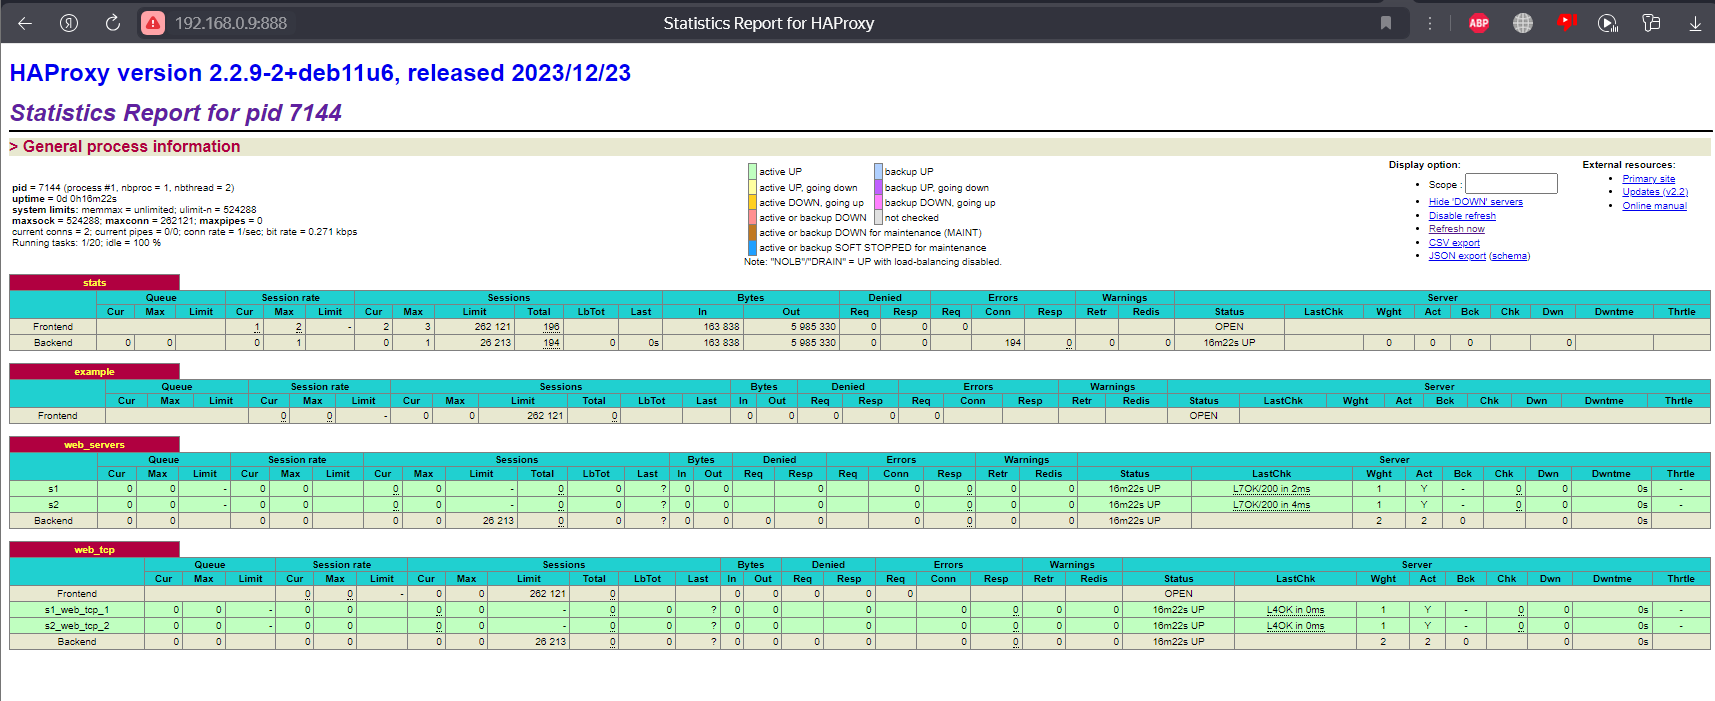 192.168.0.9:888 Statistics Report for HAProxy ABP
HAProxy version 2.2.9-2+deb11u6, released 2023/12/23
Statistics Report for pid 7144
> General process information
pid = 7144 (process #1, nbproc = 1, nbthread = 2)
uptime = 0d 0h16m22s
system limits: memmax = unlimited; ulimit-n = 524288
maxsock = 524288; maxconn = 262121; maxpipes = 0
current conns = 2; current pipes = 0/0; conn rate = 1/sec; bit rate = 0.271 kbps
Running tasks: 1/20; idle = 100 %
active UP backup UP
active UP, going down backup UP, going down
active DOWN, going up backup DOWN, going up
active or backup DOWN not checked
active or backup DOWN for maintenance (MAINT)
active or backup SOFT STOPPED for maintenance
Note: "NOLB"/"DRAIN" = UP with load-balancing disabled.
Display option:
Scope :
Hide 'DOWN' servers
Disable refresh
Refresh now
CSV export
JSON export (schema)
External resources:
Primary site
Updates (v2.2)
Online manual
stats
Queue Session rate Sessions Bytes Denied Errors Warnings Server
Cur Max Limit Cur Max Limit Cur Max Limit Total LbTot Last In Out Req Resp Req Conn Resp Retr Redis Status LastChk Wght Act Bck Chk Dwn Dwntme Thrtle
Frontend 1 2 - 2 3 262 121 196 163 838 5 985 330 0 0 0 OPEN
Backend 0 0 0 1 0 1 26 213 194 0 0s 163 838 5 985 330 0 0 194 0 0 0 16m22s UP 0 0 0 0
example
Queue Session rate Sessions Bytes Denied Errors Warnings Server
Cur Max Limit Cur Max Limit Cur Max Limit Total LbTot Last In Out Req Resp Req Conn Resp Retr Redis Status LastChk Wght Act Bck Chk Dwn Dwntme Thrtle
Frontend 0 0 - 0 0 262 121 0 0 0 0 0 0 OPEN
web_servers
Queue Session rate Sessions Bytes Denied Errors Warnings Server
Cur Max Limit Cur Max Limit Cur Max Limit Total LbTot Last In Out Req Resp Req Conn Resp Retr Redis Status LastChk Wght Act Bck Chk Dwn Dwntme Thrtle
s1 0 0 - 0 0 0 0 - 0 0 ? 0 0 0 0 0 0 0 16m22s UP L7OK/200 in 2ms 1 Y - 0 0 0s -
s2 0 0 - 0 0 0 0 - 0 0 ? 0 0 0 0 0 0 0 16m22s UP L7OK/200 in 4ms 1 Y - 0 0 0s -
Backend 0 0 0 0 0 0 26 213 0 0 ? 0 0 0 0 0 0 0 0 16m22s UP 2 2 0 0 0s
web_tcp
Queue Session rate Sessions Bytes Denied Errors Warnings Server
Cur Max Limit Cur Max Limit Cur Max Limit Total LbTot Last In Out Req Resp Req Conn Resp Retr Redis Status LastChk Wght Act Bck Chk Dwn Dwntme Thrtle
Frontend 0 0 - 0 0 262 121 0 0 0 0 0 0 OPEN
s1_web_tcp_1 0 0 - 0 0 0 0 - 0 0 ? 0 0 0 0 0 0 0 16m22s UP L4OK in 0ms 1 Y - 0 0 0s -
s2_web_tcp_2 0 0 - 0 0 0 0 - 0 0 ? 0 0 0 0 0 0 0 16m22s UP L4OK in 0ms 1 Y - 0 0 0s -
Backend 0 0 0 0 0 0 26 213 0 0 ? 0 0 0 0 0 0 0 0 16m22s UP 2 2 0 0 0s